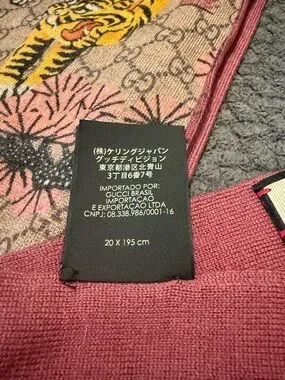 (株)ケリングジャパン
グッチディビジョン
東京都港区北青山
3丁目6番7号
IMPORTADO POR:
GUCCI BRASIL
IMPORTACAO
E EXPORTACAO LTDA
CNPJ: 08.338.986/0001-16
20 X 195 cm